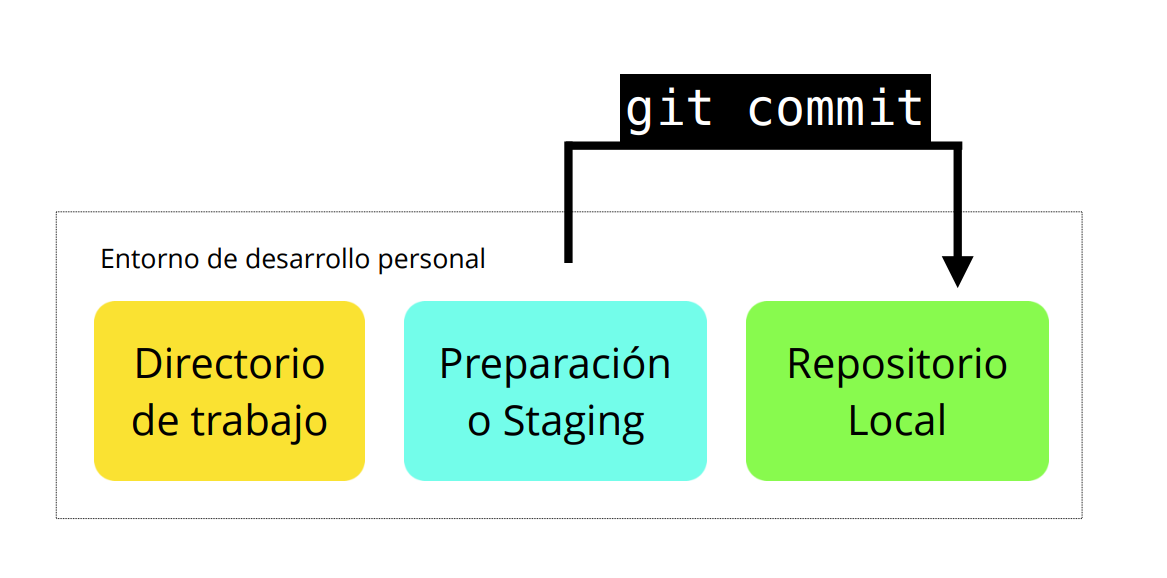 git commit
Entorno de desarrollo personal
Directorio
de trabajo
Preparación
o Staging
Repositorio
Local